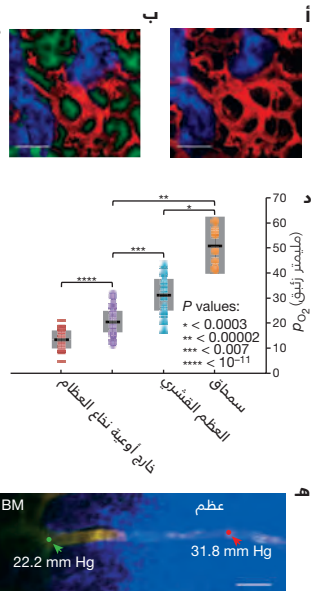 أ
ب
د
70
60
50
40
30
20
10
0
pO2 (مليمتر زئبق)
**
*
***
****
P values:
* < 0.0003
** < 0.00002
*** < 0.007
**** < 10⁻¹¹
سمحاق
العظم القشري
خارج أوعية نخاع العظام
ﻫ
عظم
BM
31.8 mm Hg
22.2 mm Hg